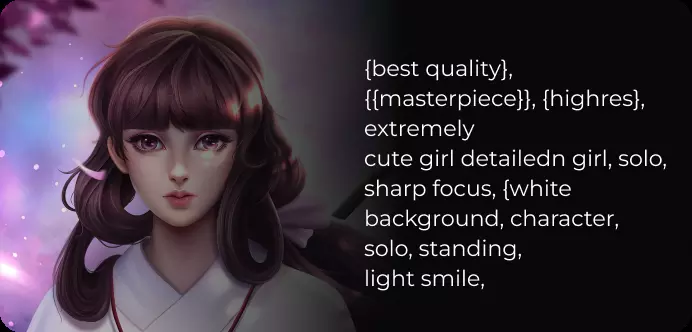 {best quality},
{{masterpiece}}, {highres},
extremely
cute girl detailedn girl, solo,
sharp focus, {white
background, character,
solo, standing,
light smile,